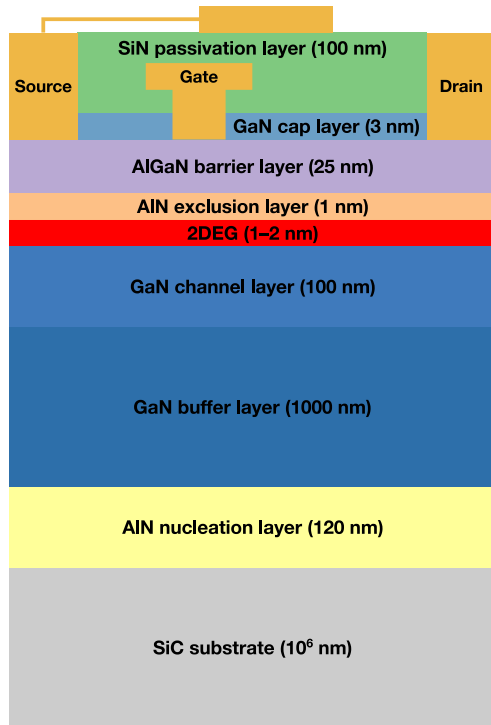 SiN passivation layer (100 nm)
Source
Gate
Drain
GaN cap layer (3 nm)
AlGaN barrier layer (25 nm)
AlN exclusion layer (1 nm)
2DEG (1–2 nm)
GaN channel layer (100 nm)
GaN buffer layer (1000 nm)
AlN nucleation layer (120 nm)
SiC substrate (10⁶ nm)